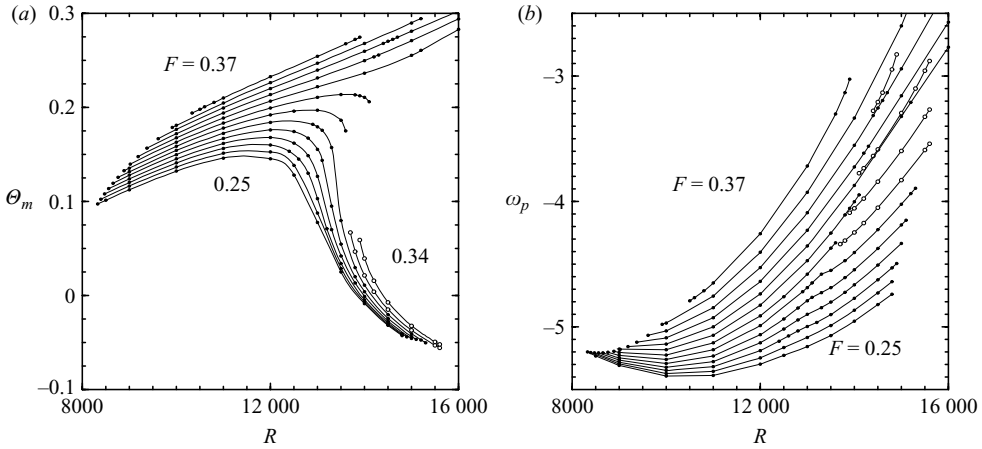 (a)
0.3
0.2
0.1
0
–0.1
Θm
F = 0.37
0.25
0.34
8000
12 000
16 000
R
(b)
–3
–4
–5
ωp
F = 0.37
F = 0.25
8000
12 000
16 000
R